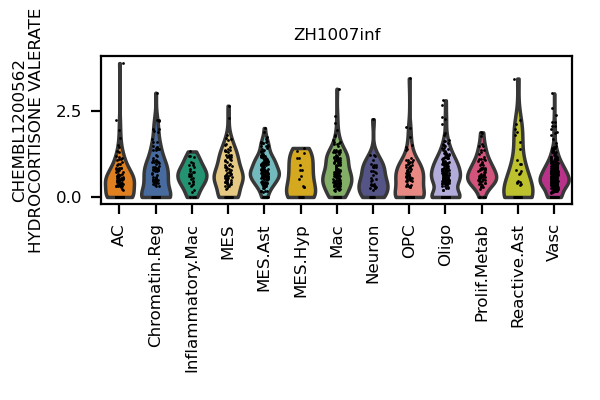 ZH1007inf
CHEMBL1200562
HYDROCORTISONE VALERATE
2.5
0.0
AC
Chromatin.Reg
Inflammatory.Mac
MES
MES.Ast
MES.Hyp
Mac
Neuron
OPC
Oligo
Prolif.Metab
Reactive.Ast
Vasc